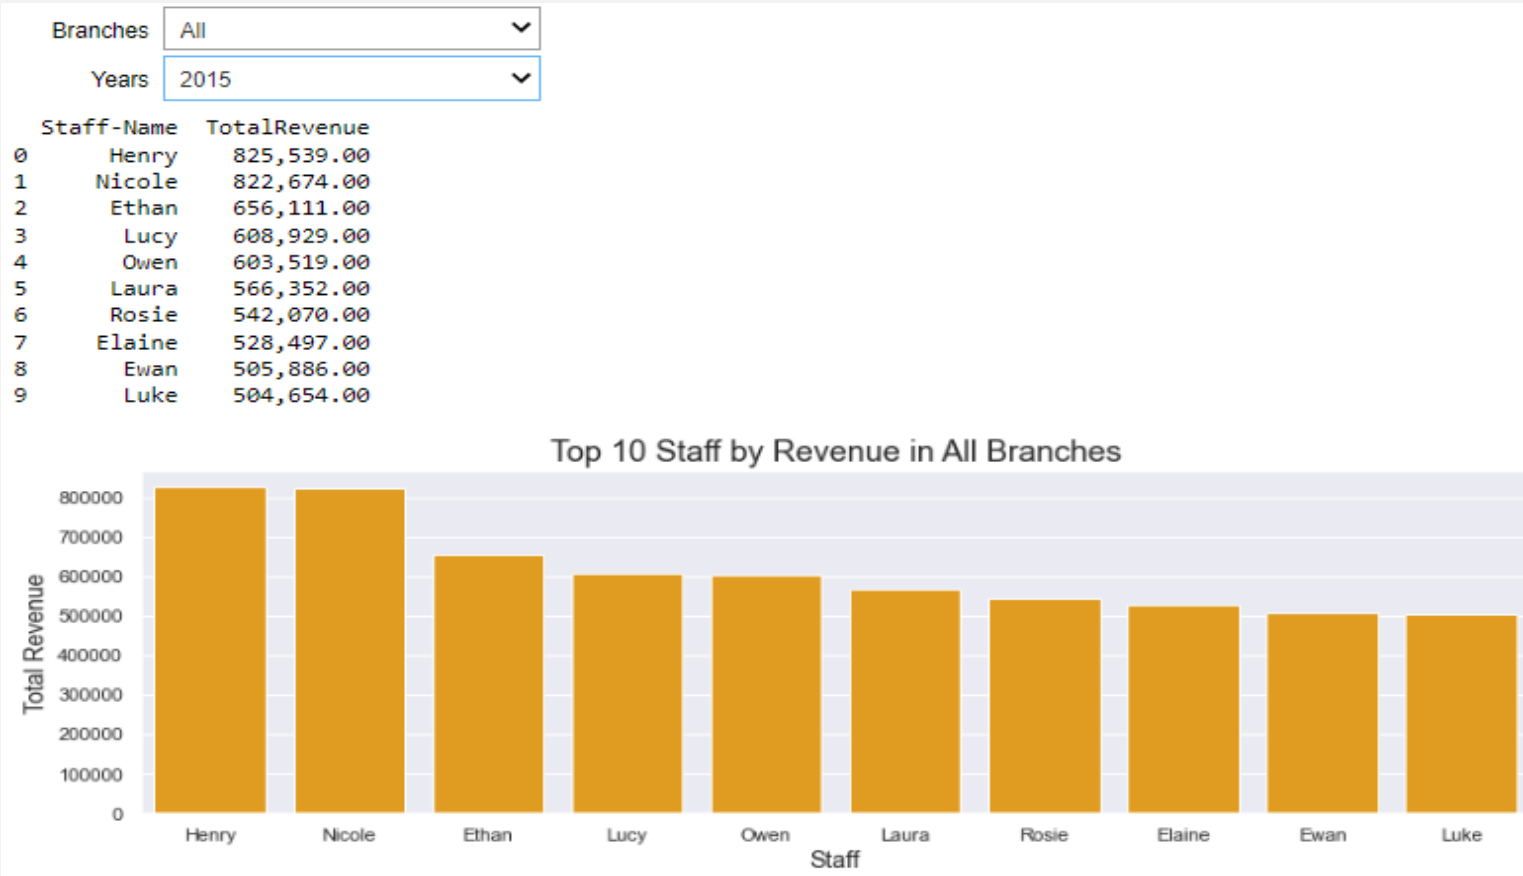 Branches All
Years 2015
Staff-Name TotalRevenue
0 Henry 825,539.00
1 Nicole 822,674.00
2 Ethan 656,111.00
3 Lucy 608,929.00
4 Owen 603,519.00
5 Laura 566,352.00
6 Rosie 542,070.00
7 Elaine 528,497.00
8 Ewan 505,886.00
9 Luke 504,654.00
Top 10 Staff by Revenue in All Branches
Total Revenue
800000
700000
600000
500000
400000
300000
200000
100000
0
Henry Nicole Ethan Lucy Owen Laura Rosie Elaine Ewan Luke
Staff